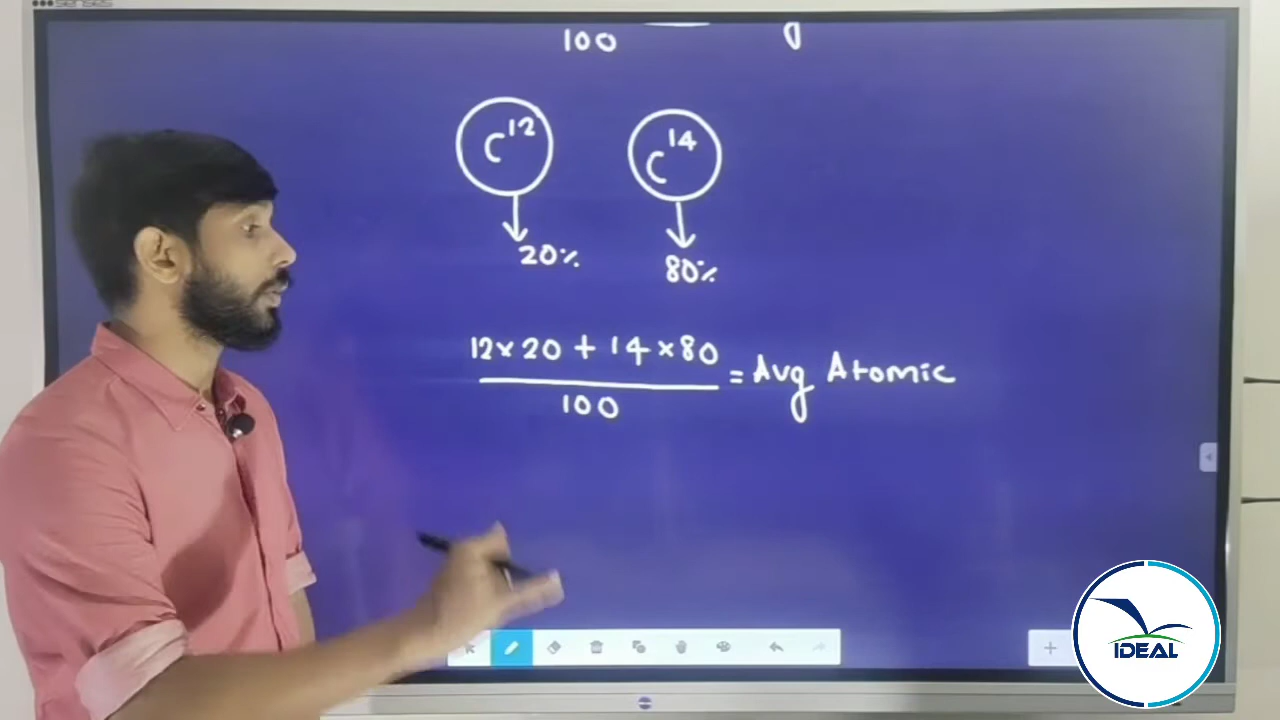 100
C¹² C¹⁴
20% 80%
12×20 + 14×80
100
= Avg Atomic
IDEAL